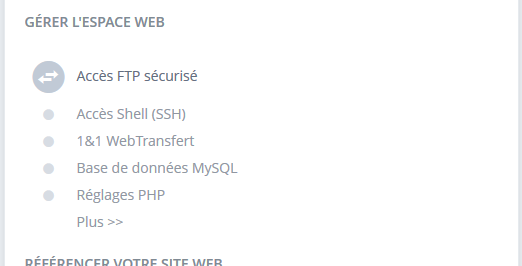 GÉRER L'ESPACE WEB
Accès FTP sécurisé
Accès Shell (SSH)
1&1 WebTransfert
Base de données MySQL
Réglages PHP
Plus >>
RÉFÉRENCER VOTRE SITE WEB